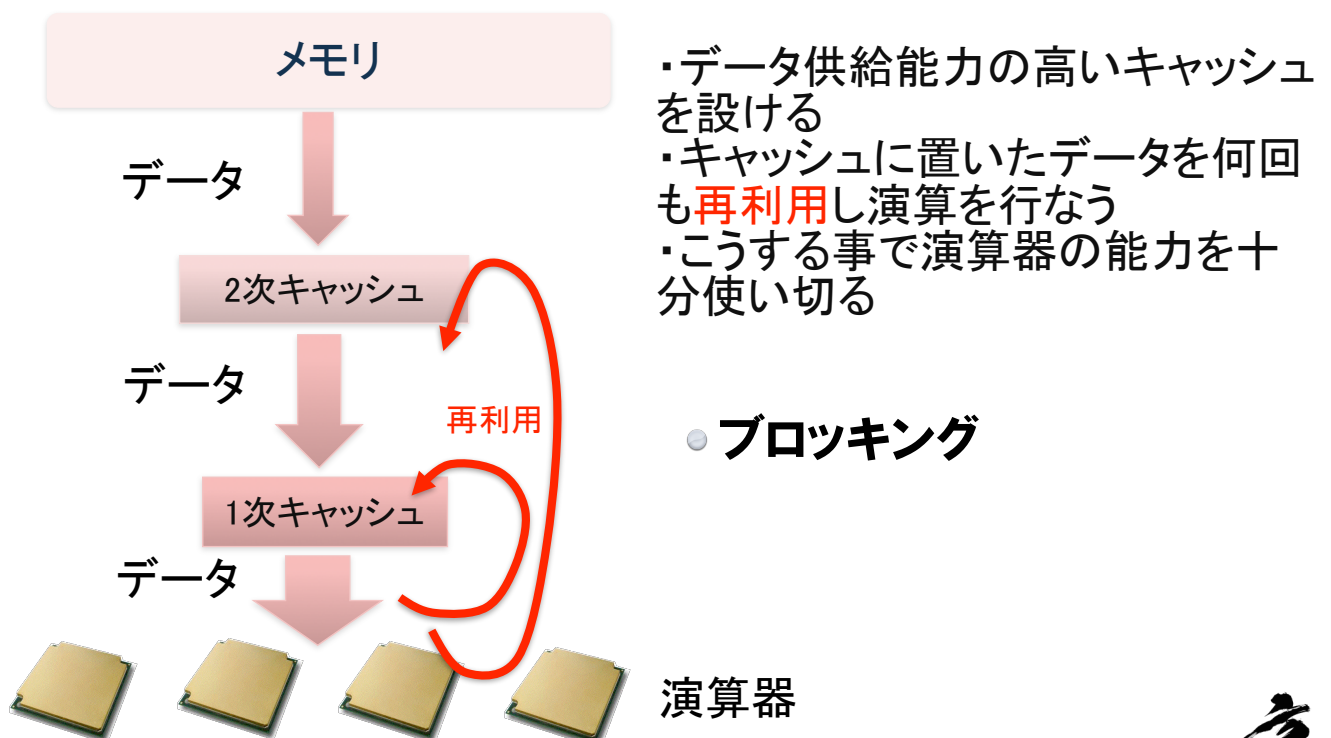 メモリ
データ
2次キャッシュ
データ
再利用
1次キャッシュ
データ
演算器
・データ供給能力の高いキャッシュ
を設ける
・キャッシュに置いたデータを何回
も再利用し演算を行なう
・こうする事で演算器の能力を十
分使い切る
ブロッキング